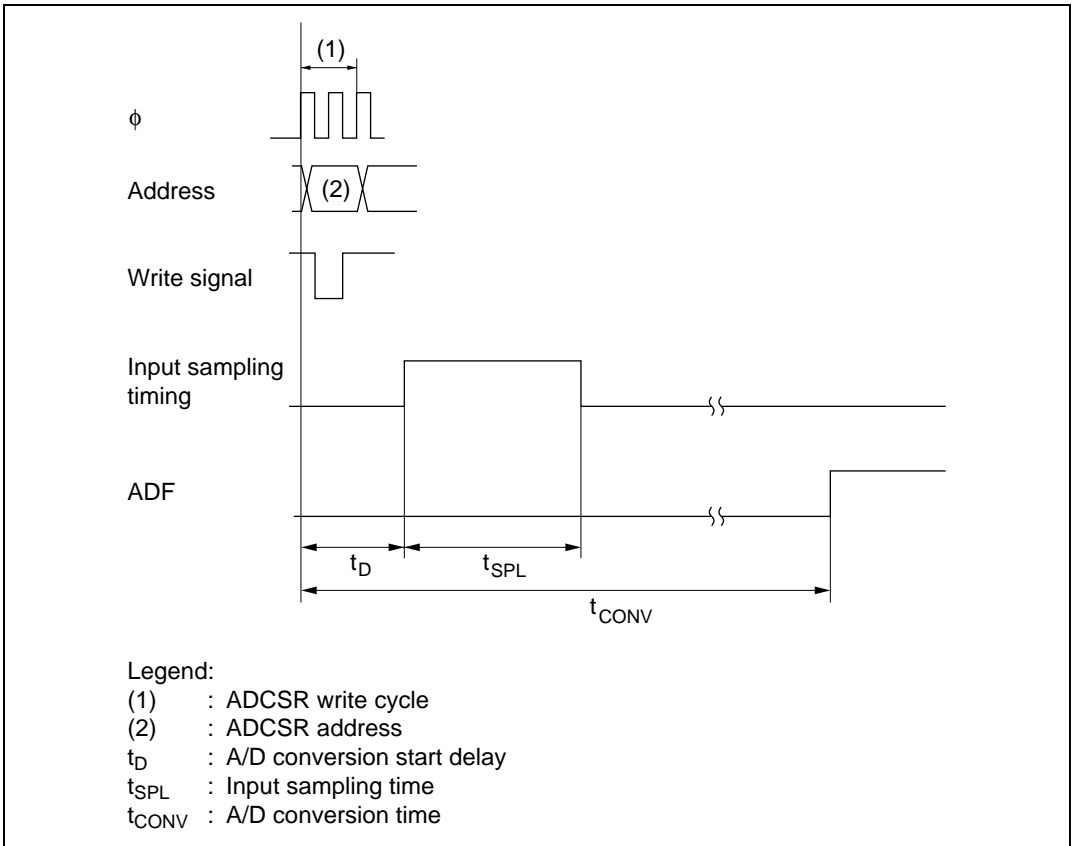 (1)
ϕ
Address
(2)
Write signal
Input sampling
timing
ADF
tD
tSPL
tCONV
Legend:
(1) : ADCSR write cycle
(2) : ADCSR address
tD : A/D conversion start delay
tSPL : Input sampling time
tCONV : A/D conversion time